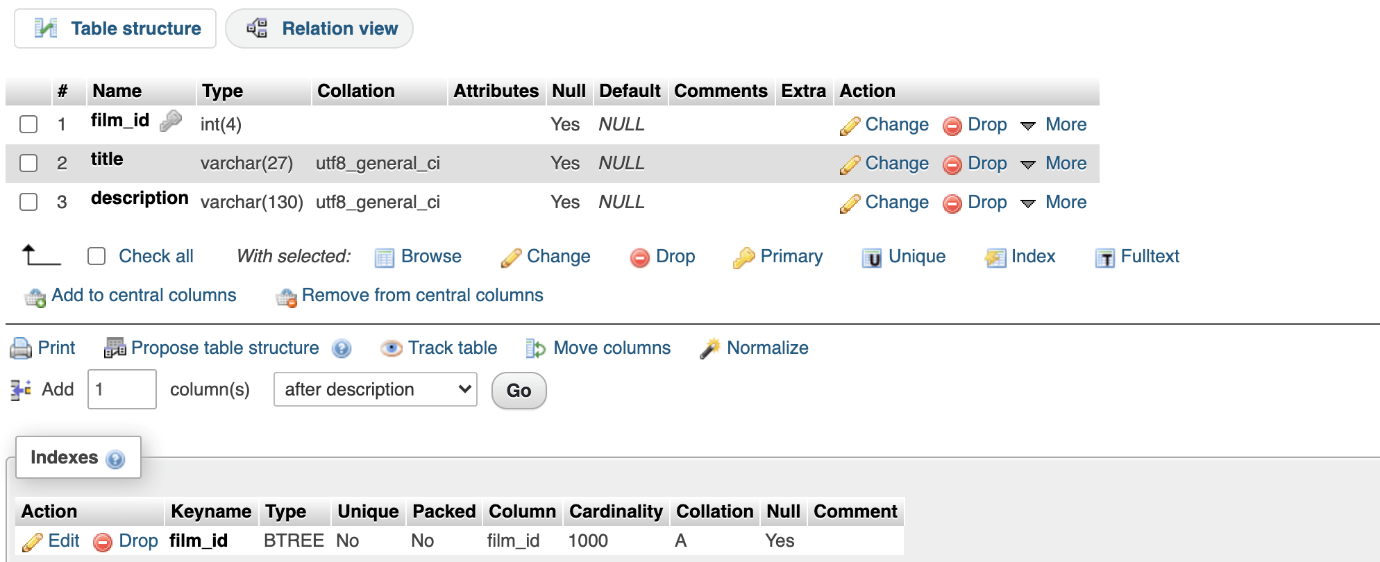 Table structure Relation view
# Name Type Collation Attributes Null Default Comments Extra Action
1 film_id int(4) Yes NULL Change Drop More
2 title varchar(27) utf8_general_ci Yes NULL Change Drop More
3 description varchar(130) utf8_general_ci Yes NULL Change Drop More
Check all With selected: Browse Change Drop Primary U Unique Index T Fulltext
Add to central columns Remove from central columns
Print Propose table structure ? Track table Move columns Normalize
Add 1 column(s) after description Go
Indexes ?
Action Keyname Type Unique Packed Column Cardinality Collation Null Comment
Edit Drop film_id BTREE No No film_id 1000 A Yes